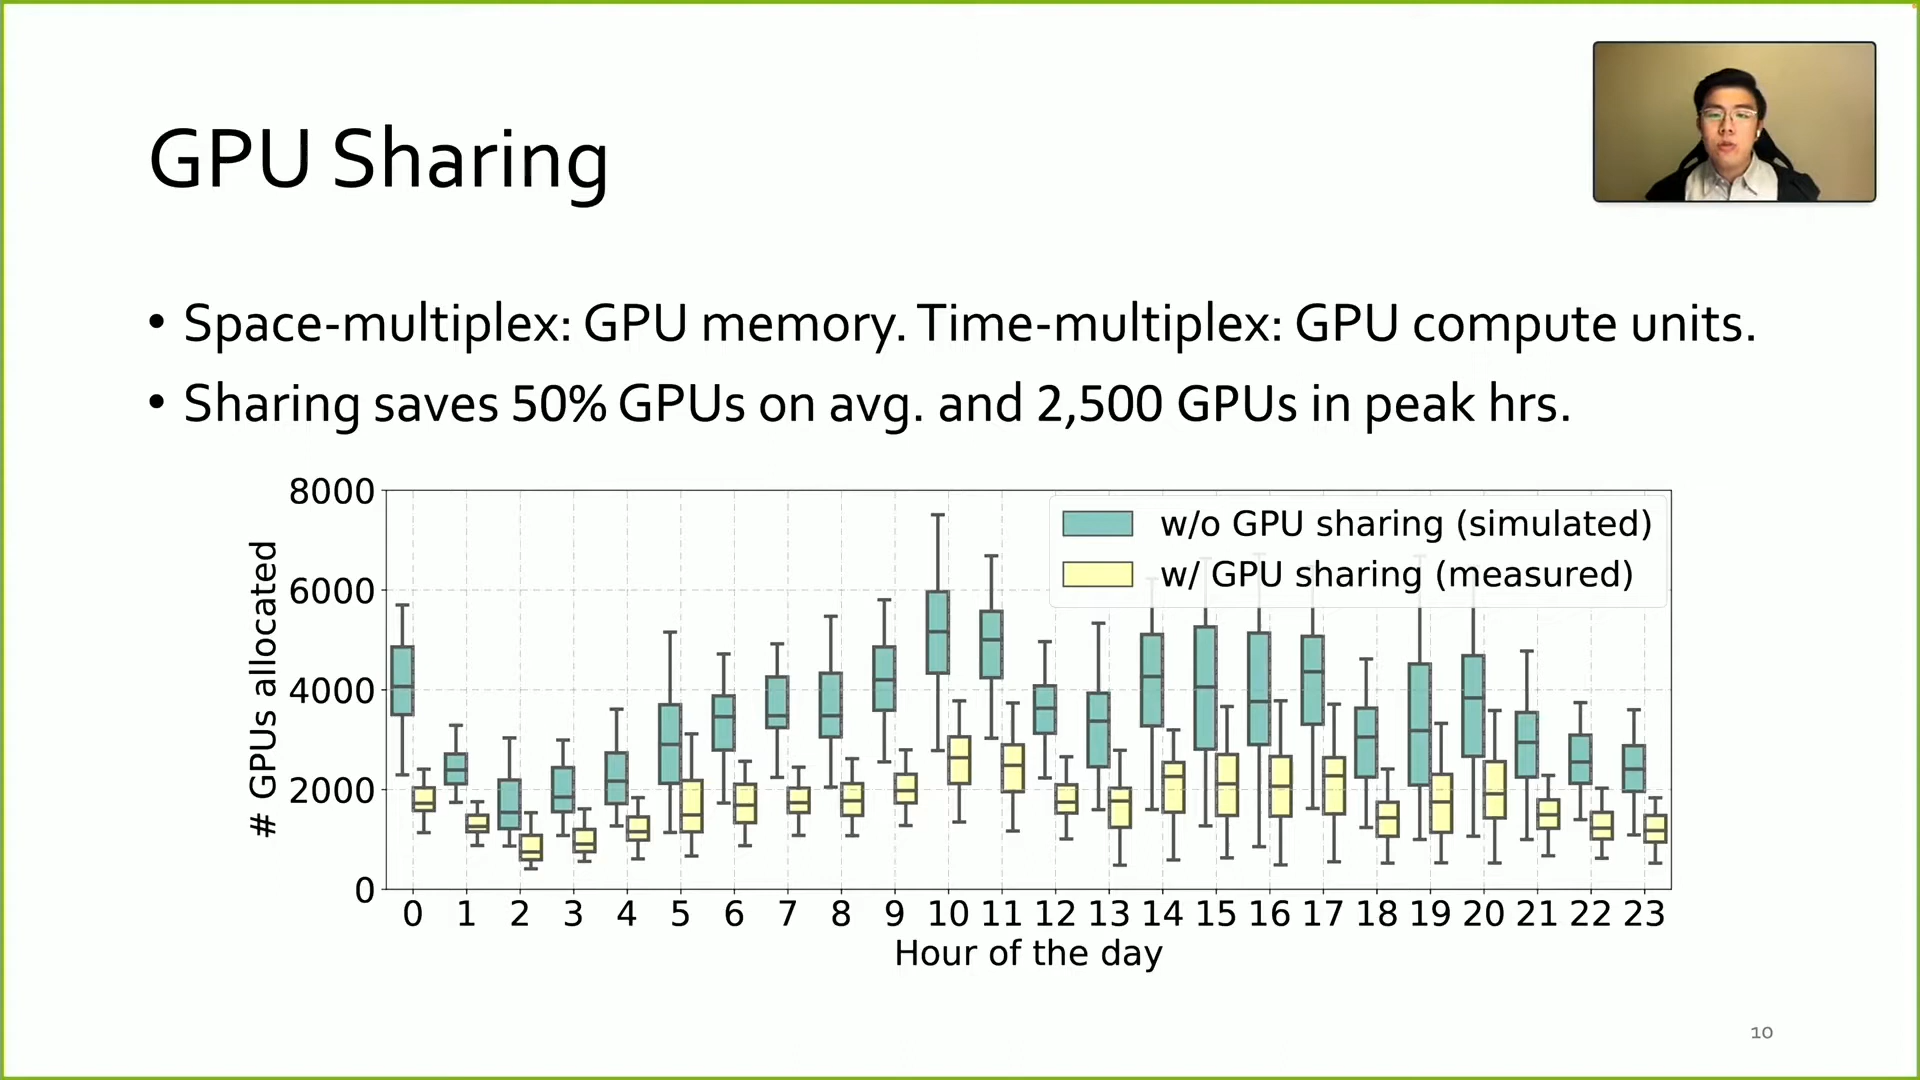 GPU Sharing
• Space-multiplex: GPU memory. Time-multiplex: GPU compute units.
• Sharing saves 50% GPUs on avg. and 2,500 GPUs in peak hrs.
# GPUs allocated
8000
6000
4000
2000
0
w/o GPU sharing (simulated)
w/ GPU sharing (measured)
0 1 2 3 4 5 6 7 8 9 10 11 12 13 14 15 16 17 18 19 20 21 22 23
Hour of the day
10